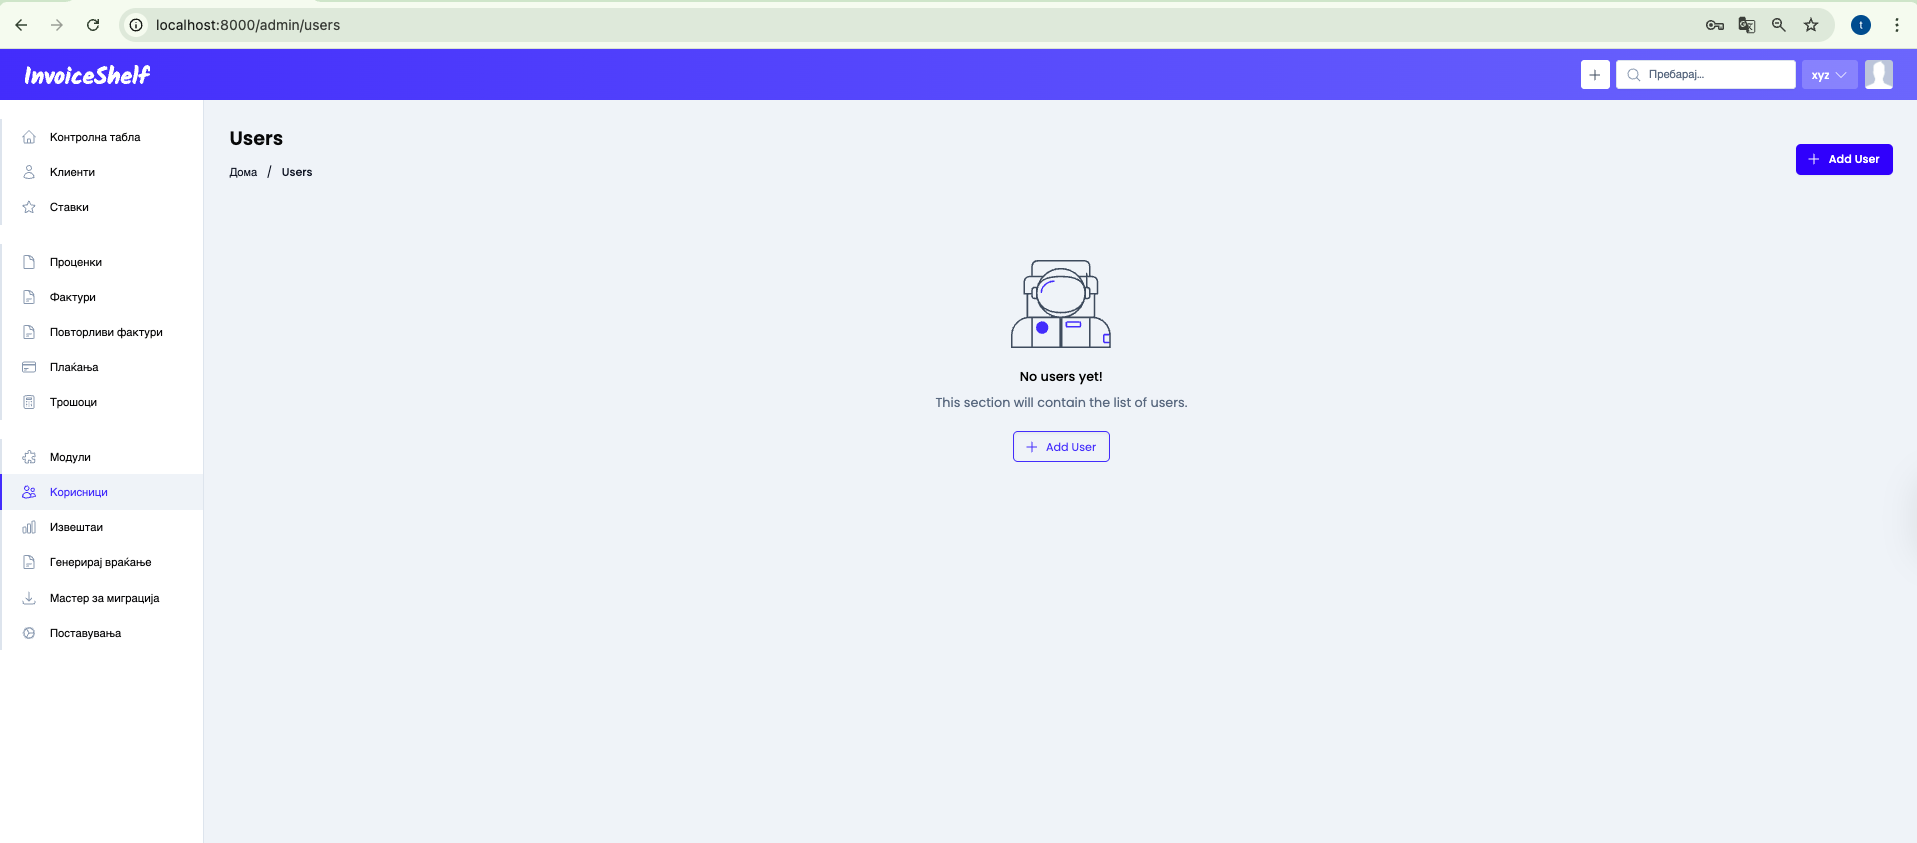 localhost:8000/admin/users
t
InvoiceShelf
Пребарај...
xyz
Контролна табла
Клиенти
Ставки
Проценки
Фактури
Повторливи фактури
Плаќања
Трошоци
Модули
Корисници
Извештаи
Генерирај враќање
Мастер за миграција
Поставувања
Users
Дома / Users
Add User
No users yet!
This section will contain the list of users.
Add User